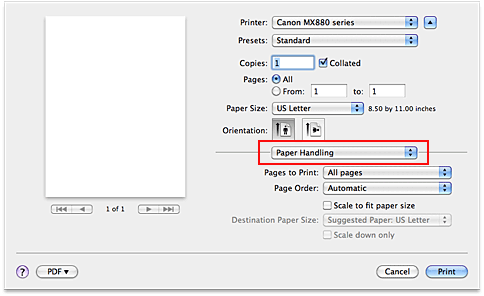 Printer: Canon MX880 series
Presets: Standard
Copies: 1 Collated
Pages: All
From: 1 to: 1
Paper Size: US Letter 8.50 by 11.00 inches
Orientation:
Paper Handling
Pages to Print: All pages
Page Order: Automatic
Scale to fit paper size
Destination Paper Size: Suggested Paper: US Letter
Scale down only
1 of 1
? PDF ▾ Cancel Print